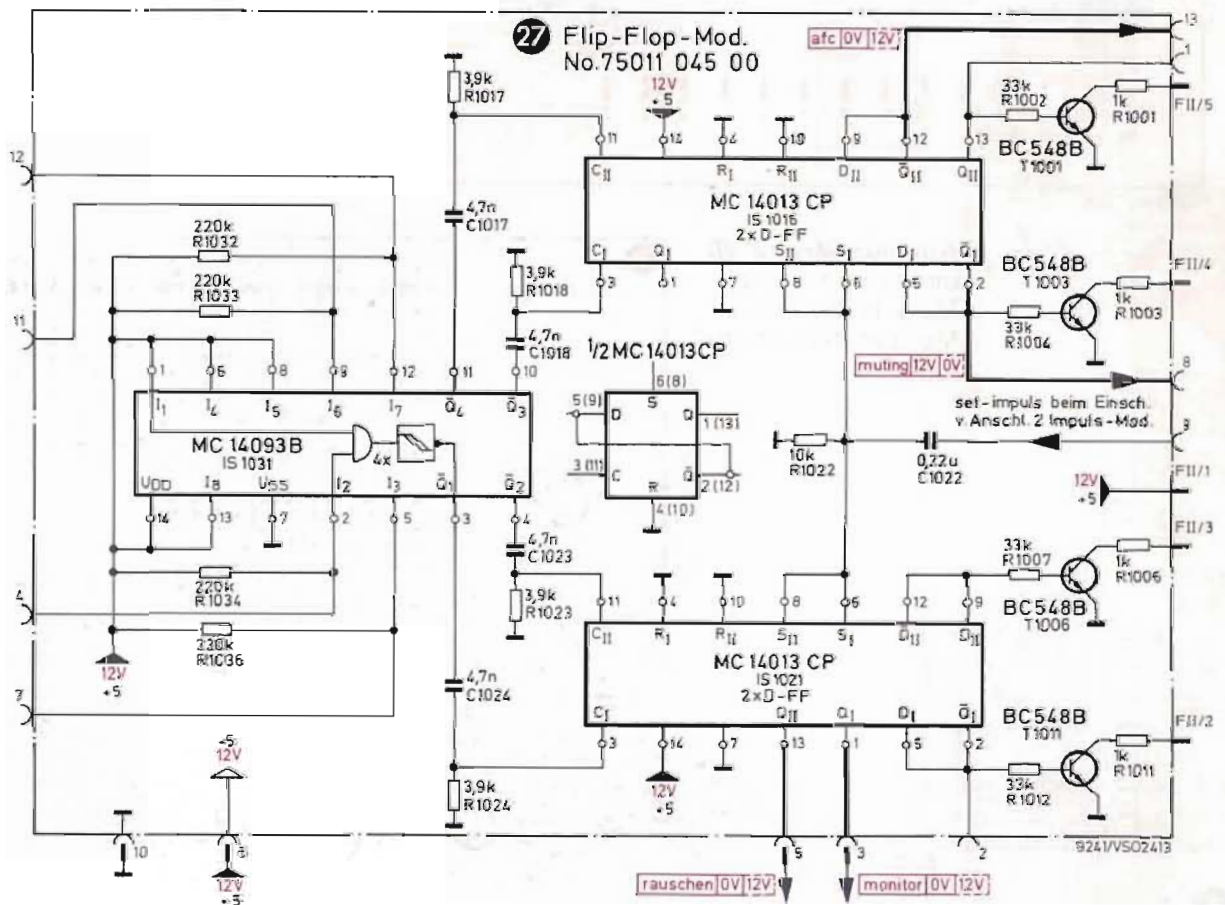 27 Flip-Flop-Mod.
No.75011 045 00
afc 0V 12V
13
1
3,9k
R1017
12V
+5
33k
R1002
1k
R1001
FII/5
11
14
4
10
9
12
13
BC548B
T1001
12
CII
RI
RII
DII
Q̄II
QII
MC 14013 CP
IS 1016
2xD-FF
4,7n
C1017
220k
R1032
CI
QI
SII
SI
DI
Q̄I
3,9k
R1018
3
1
7
8
6
5
2
BC548B
T1003
FII/4
1k
R1003
220k
R1033
33k
R1004
11
4,7n
C1018
1/2 MC 14013CP
muting 12V 0V
8
1
6
8
9
12
11
10
6(8)
set-impuls beim Einsch.
v. Anschl. 2 Impuls-Mod.
I1
I4
I5
I6
I7
Q̄4
Q̄3
5(9)
D
S
Q
1(13)
9
MC 14093B
IS 1031
4x
10k
R1022
0,22u
C1022
3(11)
C
Q̄
2(12)
FII/1
UDD
I8
USS
I2
I3
Q̄1
Q̄2
R
4(10)
12V
+5
14
13
7
2
5
3
4
FII/3
4,7n
C1023
33k
R1007
1k
R1006
220k
R1034
3,9k
R1023
11
4
10
8
6
12
9
BC548B
T1006
4
CII
RI
RII
SII
SI
DII
330k
R1036
MC 14013 CP
IS 1021
2xD-FF
12V
+5
4,7n
C1024
CI
QII
QI
DI
Q̄I
BC548B
T1011
FII/2
3
14
7
13
1
5
2
+5
12V
12V
+5
33k
R1012
1k
R1011
3,9k
R1024
10
5
3
2
9241/VSO2413
12V
+5
rauschen 0V 12V
monitor 0V 12V